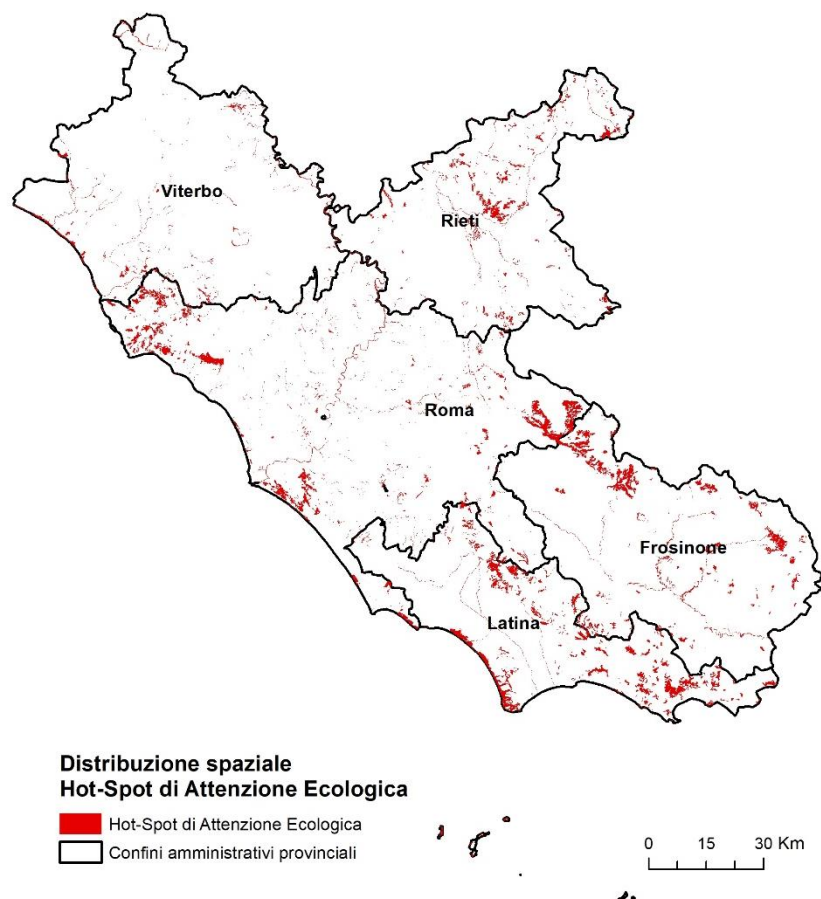 Viterbo
Rieti
Roma
Frosinone
Latina
Distribuzione spaziale
Hot-Spot di Attenzione Ecologica
Hot-Spot di Attenzione Ecologica
Confini amministrativi provinciali
0 15 30 Km